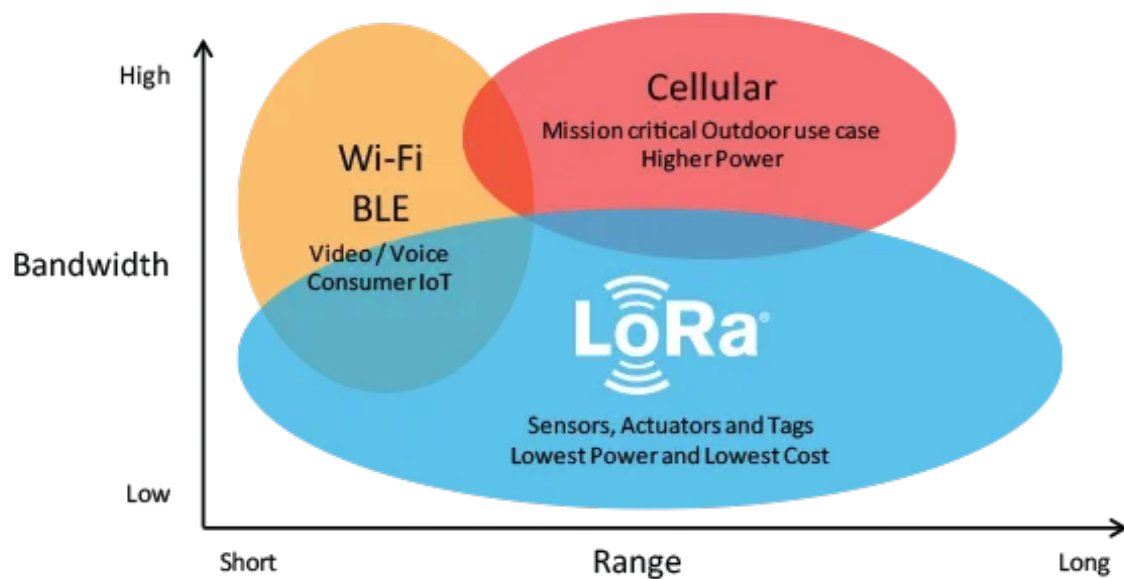 High
Cellular
Mission critical Outdoor use case
Higher Power
Wi-Fi
BLE
Video / Voice
Consumer IoT
Bandwidth
LoRa®
Sensors, Actuators and Tags
Lowest Power and Lowest Cost
Low
Short
Range
Long